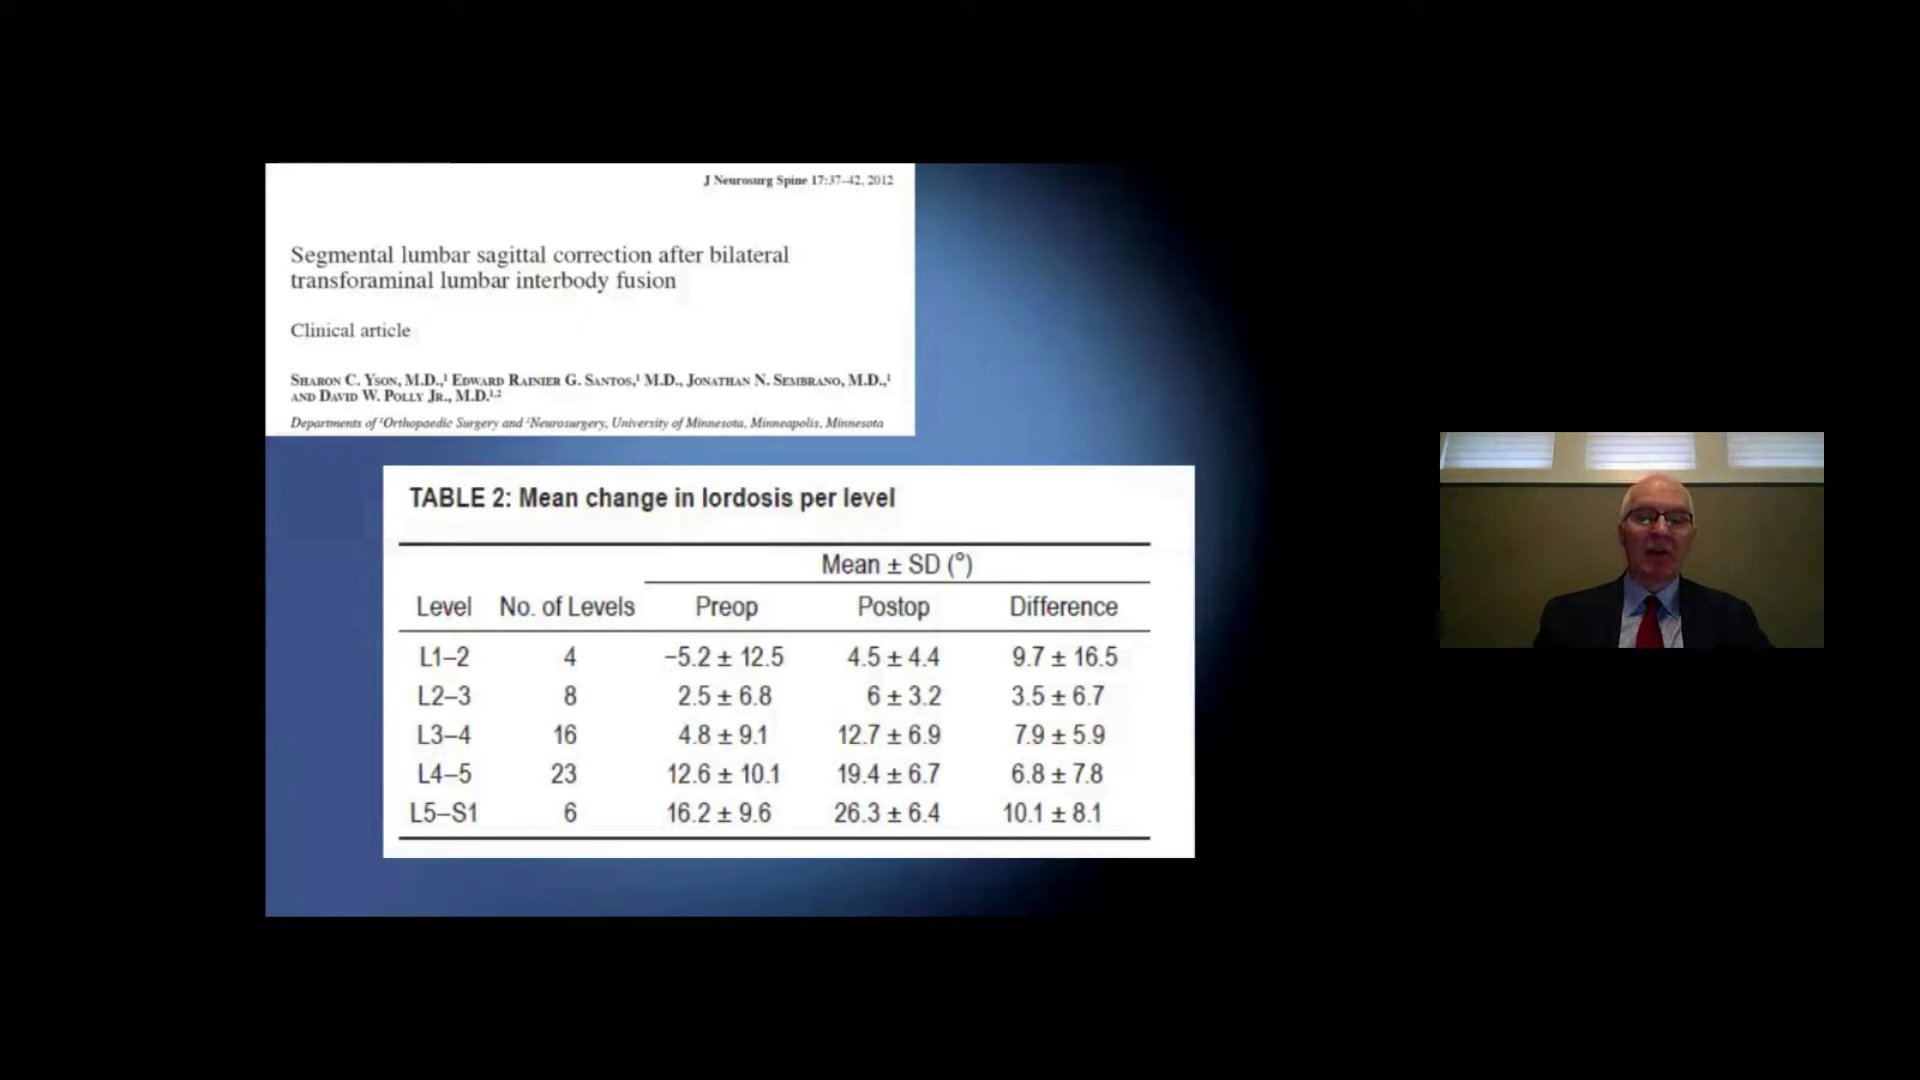 J Neurosurg Spine 17:37–42, 2012
Segmental lumbar sagittal correction after bilateral
transforaminal lumbar interbody fusion
Clinical article
Sharon C. Yson, M.D.,¹ Edward Rainier G. Santos,¹ M.D., Jonathan N. Sembrano, M.D.,¹
and David W. Polly Jr., M.D.¹,²
Departments of ¹Orthopaedic Surgery and ²Neurosurgery, University of Minnesota, Minneapolis, Minnesota
TABLE 2: Mean change in lordosis per level
Mean ± SD (°)
Level No. of Levels Preop Postop Difference
L1–2 4 −5.2 ± 12.5 4.5 ± 4.4 9.7 ± 16.5
L2–3 8 2.5 ± 6.8 6 ± 3.2 3.5 ± 6.7
L3–4 16 4.8 ± 9.1 12.7 ± 6.9 7.9 ± 5.9
L4–5 23 12.6 ± 10.1 19.4 ± 6.7 6.8 ± 7.8
L5–S1 6 16.2 ± 9.6 26.3 ± 6.4 10.1 ± 8.1